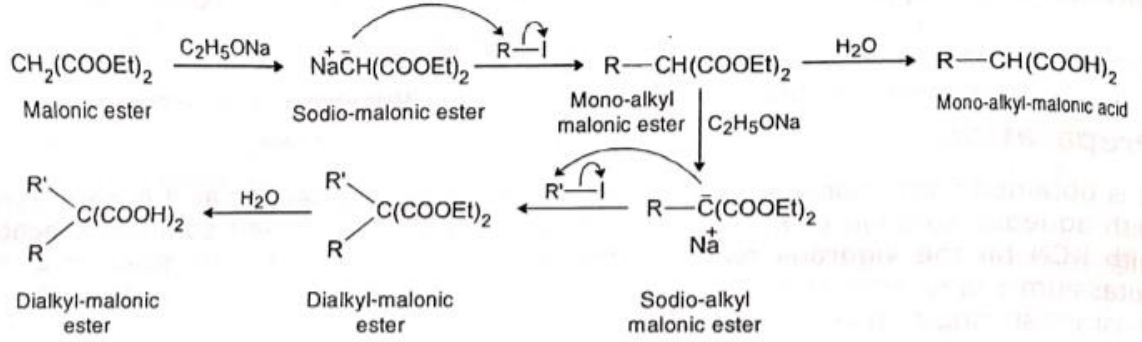 CH₂(COOEt)₂ C₂H₅ONa NaCH(COOEt)₂ R—I R—CH(COOEt)₂ H₂O R—CH(COOH)₂
Malonic ester Sodio-malonic ester Mono-alkyl malonic ester Mono-alkyl-malonic acid
C₂H₅ONa
R' R C(COOH)₂ H₂O R' R C(COOEt)₂ R'—I R—C(COOEt)₂
Na
Dialkyl-malonic ester Dialkyl-malonic ester Sodio-alkyl malonic ester